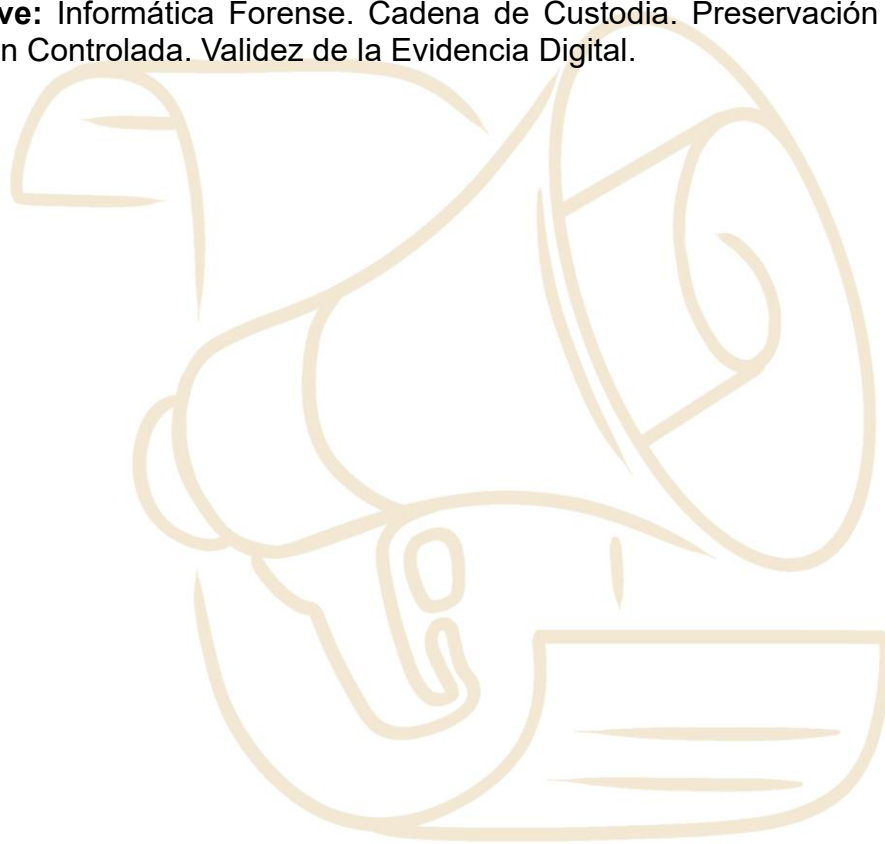 ve: Informática Forense. Cadena de Custodia. Preservación
n Controlada. Validez de la Evidencia Digital.